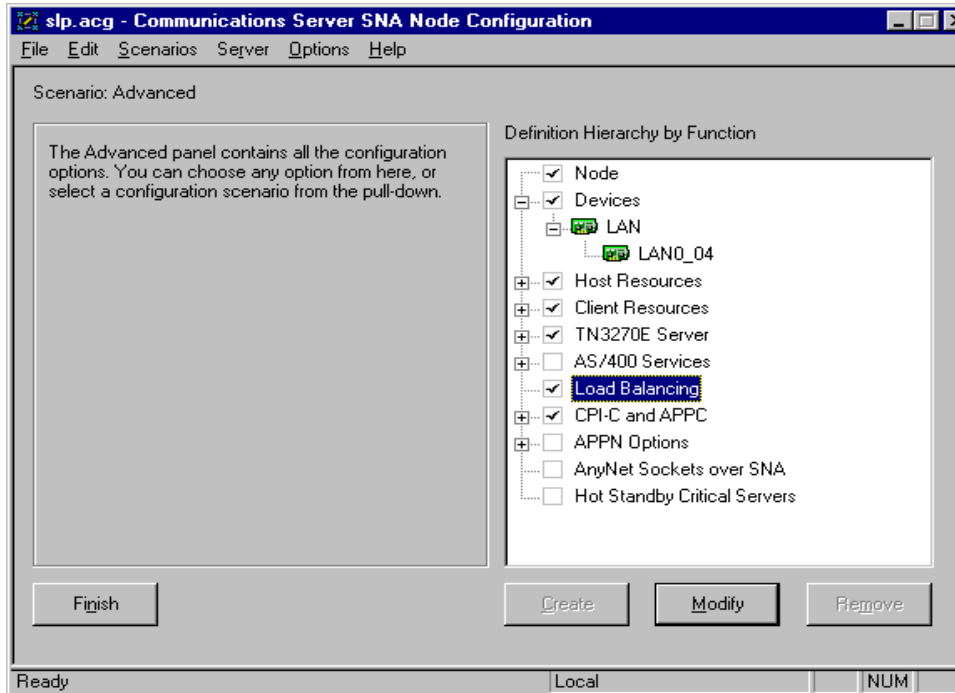 slp.acg - Communications Server SNA Node Configuration
File Edit Scenarios Server Options Help
Scenario: Advanced
The Advanced panel contains all the configuration
options. You can choose any option from here, or
select a configuration scenario from the pull-down.
Definition Hierarchy by Function
Node
Devices
LAN
LAN0_04
Host Resources
Client Resources
TN3270E Server
AS/400 Services
Load Balancing
CPI-C and APPC
APPN Options
AnyNet Sockets over SNA
Hot Standby Critical Servers
Finish Create Modify Remove
Ready Local NUM